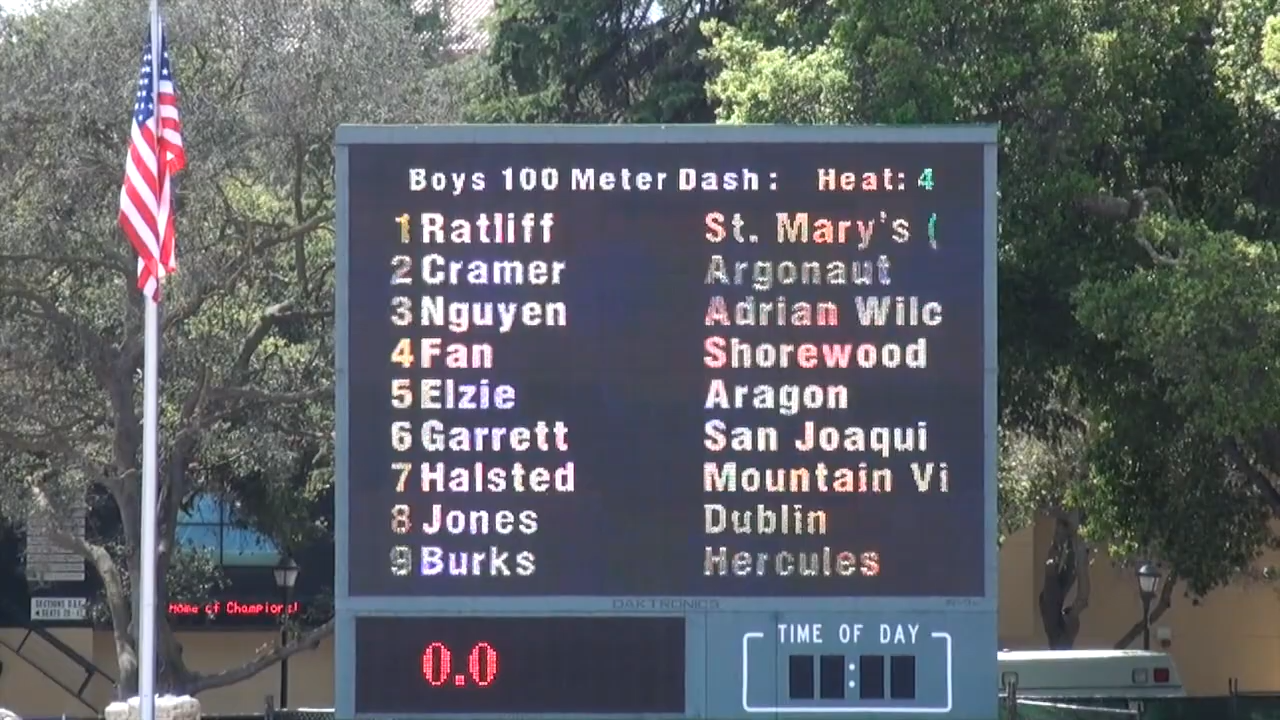 Boys 100 Meter Dash: Heat: 4
1 Ratliff St. Mary's (
2 Cramer Argonaut
3 Nguyen Adrian Wilc
4 Fan Shorewood
5 Elzie Aragon
6 Garrett San Joaqui
7 Halsted Mountain Vi
8 Jones Dublin
9 Burks Hercules
DAKTRONICS
Home of Champions!
0.0
TIME OF DAY
: